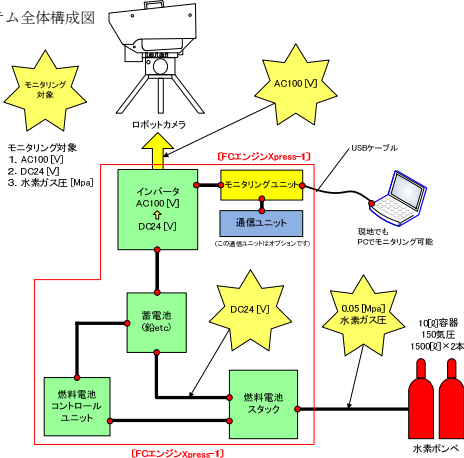 テム全体構成図
モニタリング
対象
AC100 [V]
ロボットカメラ
モニタリング対象
1. AC100 [V]
2. DC24 [V]
3. 水素ガス圧 [Mpa]
〔FCエンジンXpress-1〕
USBケーブル
インバータ
AC100 [V]
⇧
DC24 [V]
モニタリングユニット
通信ユニット
(この通信ユニットはオプションです)
現地でも
PCでモニタリング可能
蓄電池
(鉛etc)
DC24 [V]
0.05 [Mpa]
水素ガス圧
10[ℓ]容器
150気圧
1500[ℓ]×2本
燃料電池
コントロール
ユニット
燃料電池
スタック
水素ボンベ
〔FCエンジンXpress-1〕